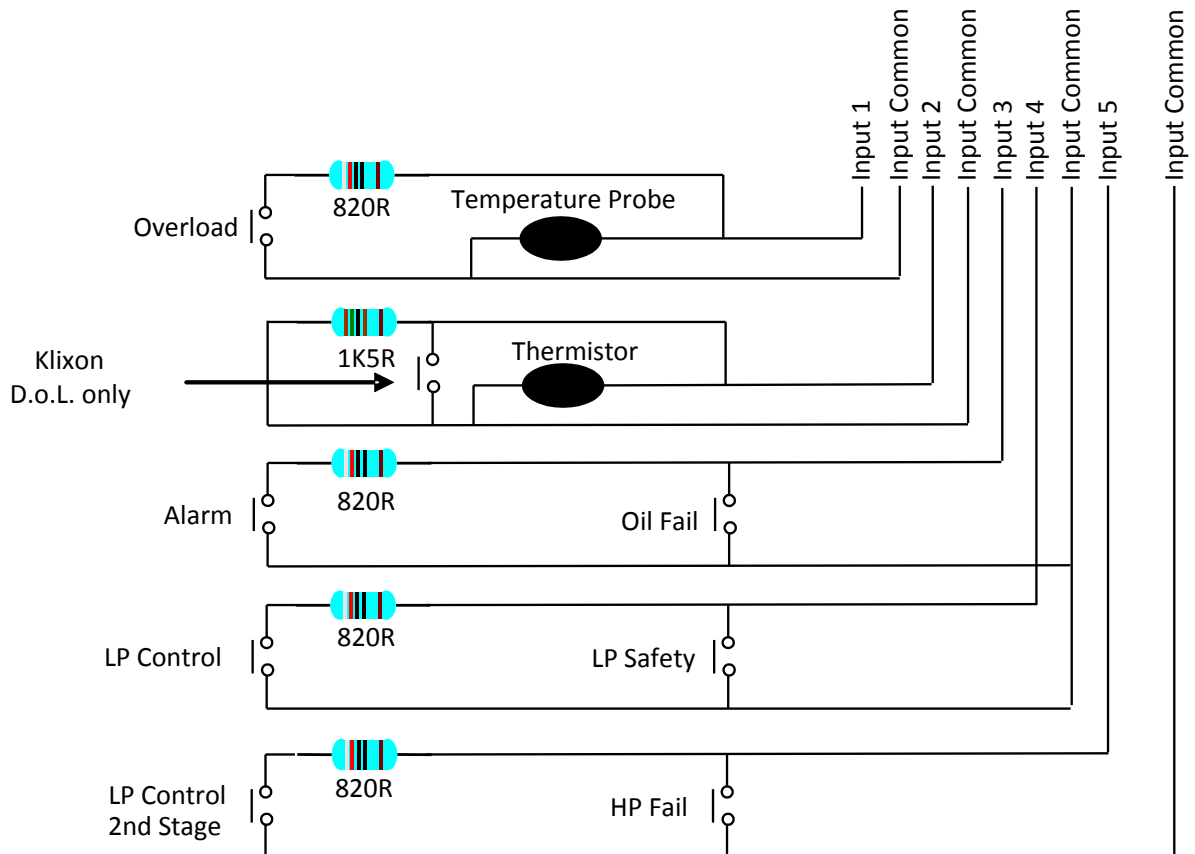 Input 1
Input Common
Input 2
Input Common
Input 3
Input 4
Input Common
Input 5
Input Common
820R
Temperature Probe
Overload
1K5R
Thermistor
Klixon
D.o.L. only
820R
Alarm
Oil Fail
820R
LP Control
LP Safety
820R
LP Control
2nd Stage
HP Fail